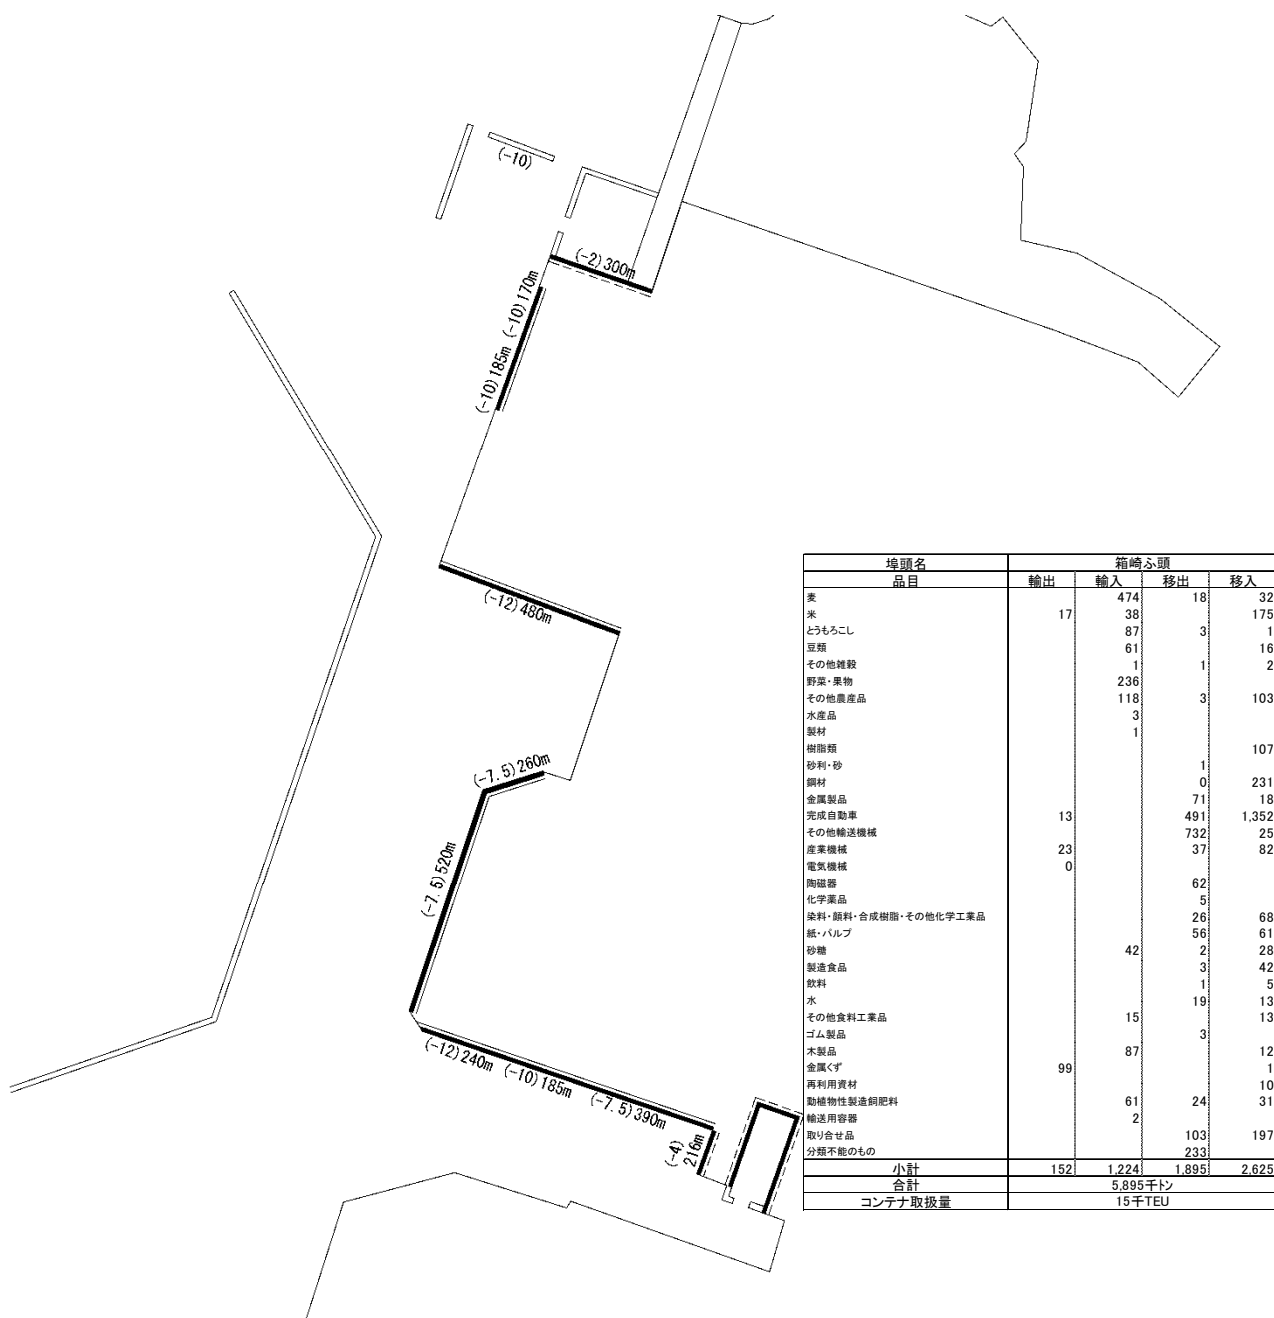 (-10)
(-2)300m
(-10)170m
(-10)185m
(-12)480m
(-7.5)260m
(-7.5)520m
(-12)240m (-10)185m (-7.5)390m
(-4)
216m
埠頭名 箱崎ふ頭
品目 輸出 輸入 移出 移入
麦 474 18 32
米 17 38 175
とうもろこし 87 3 1
豆類 61 16
その他雑穀 1 1 2
野菜・果物 236
その他農産品 118 3 103
水産品 3
製材 1
樹脂類 107
砂利・砂 1
鋼材 0 231
金属製品 71 18
完成自動車 13 491 1,352
その他輸送機械 732 25
産業機械 23 37 82
電気機械 0
陶磁器 62
化学薬品 5
染料・顔料・合成樹脂・その他化学工業品 26 68
紙・パルプ 56 61
砂糖 42 2 28
製造食品 3 42
飲料 1 5
水 19 13
その他食料工業品 15 13
ゴム製品 3
木製品 87 12
金属くず 99 1
再利用資材 10
動植物性製造飼肥料 61 24 31
輸送用容器 2
取り合せ品 103 197
分類不能のもの 233
小計 152 1,224 1,895 2,625
合計 5,895千トン
コンテナ取扱量 15千TEU